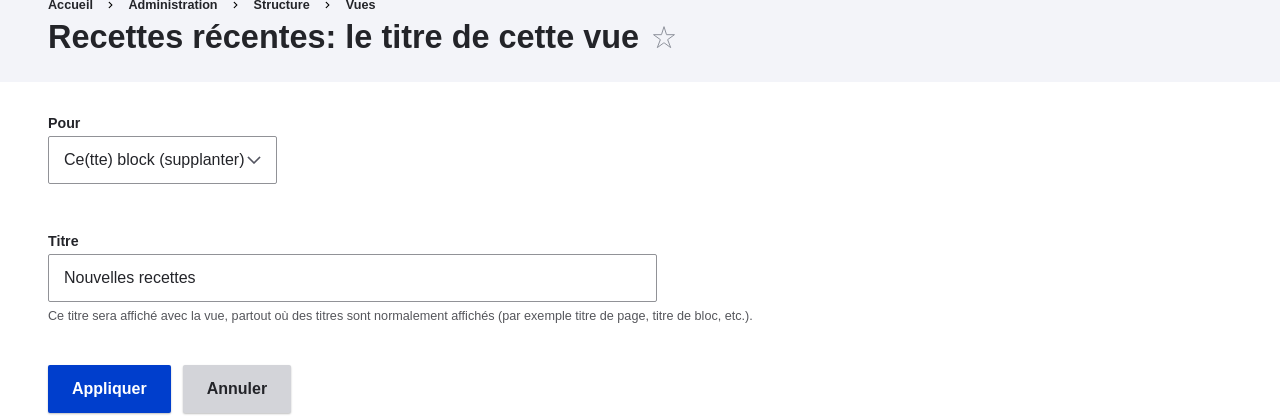 Accueil > Administration > Structure > Vues
Recettes récentes: le titre de cette vue ☆
Pour
Ce(tte) block (supplanter)
Titre
Nouvelles recettes
Ce titre sera affiché avec la vue, partout où des titres sont normalement affichés (par exemple titre de page, titre de bloc, etc.).
Appliquer Annuler